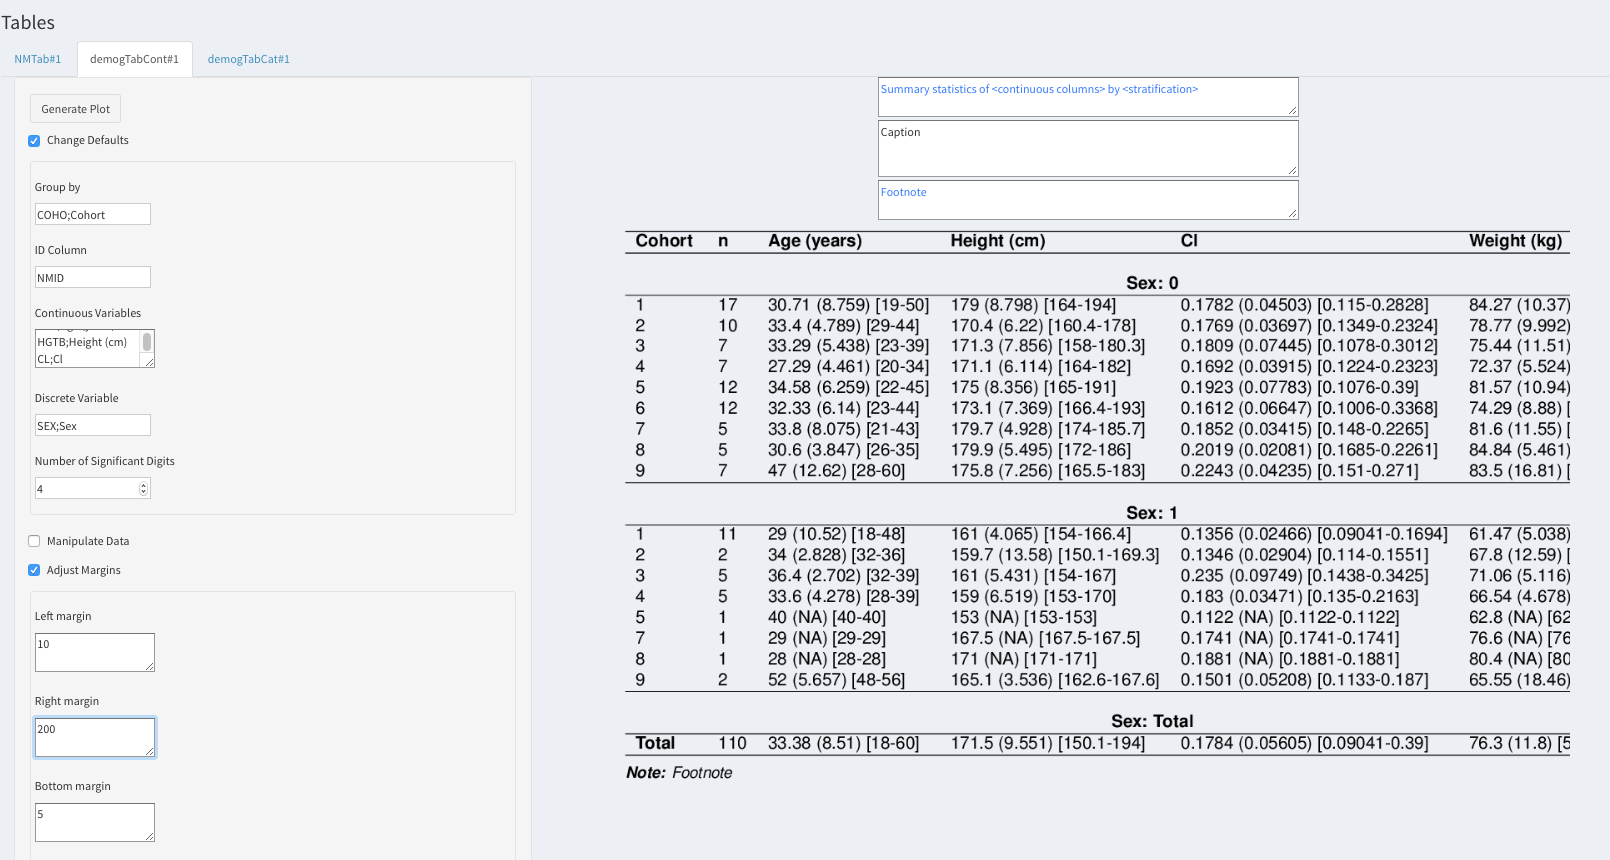 Tables
NMTab#1 demogTabCont#1 demogTabCat#1
Generate Plot
Change Defaults
Group by
COHO;Cohort
ID Column
NMID
Continuous Variables
HGTB;Height (cm)
CL;Cl
Discrete Variable
SEX;Sex
Number of Significant Digits
4
Manipulate Data
Adjust Margins
Left margin
10
Right margin
200
Bottom margin
5
Summary statistics of <continuous columns> by <stratification>
Caption
Footnote
Cohort n Age (years) Height (cm) Cl Weight (kg)
Sex: 0
1 17 30.71 (8.759) [19-50] 179 (8.798) [164-194] 0.1782 (0.04503) [0.115-0.2828] 84.27 (10.37)
2 10 33.4 (4.789) [29-44] 170.4 (6.22) [160.4-178] 0.1769 (0.03697) [0.1349-0.2324] 78.77 (9.992)
3 7 33.29 (5.438) [23-39] 171.3 (7.856) [158-180.3] 0.1809 (0.07445) [0.1078-0.3012] 75.44 (11.51)
4 7 27.29 (4.461) [20-34] 171.1 (6.114) [164-182] 0.1692 (0.03915) [0.1224-0.2323] 72.37 (5.524)
5 12 34.58 (6.259) [22-45] 175 (8.356) [165-191] 0.1923 (0.07783) [0.1076-0.39] 81.57 (10.94)
6 12 32.33 (6.14) [23-44] 173.1 (7.369) [166.4-193] 0.1612 (0.06647) [0.1006-0.3368] 74.29 (8.88) [
7 5 33.8 (8.075) [21-43] 179.7 (4.928) [174-185.7] 0.1852 (0.03415) [0.148-0.2265] 81.6 (11.55) [
8 5 30.6 (3.847) [26-35] 179.9 (5.495) [172-186] 0.2019 (0.02081) [0.1685-0.2261] 84.84 (5.461)
9 7 47 (12.62) [28-60] 175.8 (7.256) [165.5-183] 0.2243 (0.04235) [0.151-0.271] 83.5 (16.81) [
Sex: 1
1 11 29 (10.52) [18-48] 161 (4.065) [154-166.4] 0.1356 (0.02466) [0.09041-0.1694] 61.47 (5.038)
2 2 34 (2.828) [32-36] 159.7 (13.58) [150.1-169.3] 0.1346 (0.02904) [0.114-0.1551] 67.8 (12.59) [
3 5 36.4 (2.702) [32-39] 161 (5.431) [154-167] 0.235 (0.09749) [0.1438-0.3425] 71.06 (5.116)
4 5 33.6 (4.278) [28-39] 159 (6.519) [153-170] 0.183 (0.03471) [0.135-0.2163] 66.54 (4.678)
5 1 40 (NA) [40-40] 153 (NA) [153-153] 0.1122 (NA) [0.1122-0.1122] 62.8 (NA) [62
7 1 29 (NA) [29-29] 167.5 (NA) [167.5-167.5] 0.1741 (NA) [0.1741-0.1741] 76.6 (NA) [76
8 1 28 (NA) [28-28] 171 (NA) [171-171] 0.1881 (NA) [0.1881-0.1881] 80.4 (NA) [80
9 2 52 (5.657) [48-56] 165.1 (3.536) [162.6-167.6] 0.1501 (0.05208) [0.1133-0.187] 65.55 (18.46)
Sex: Total
Total 110 33.38 (8.51) [18-60] 171.5 (9.551) [150.1-194] 0.1784 (0.05605) [0.09041-0.39] 76.3 (11.8) [5
Note: Footnote